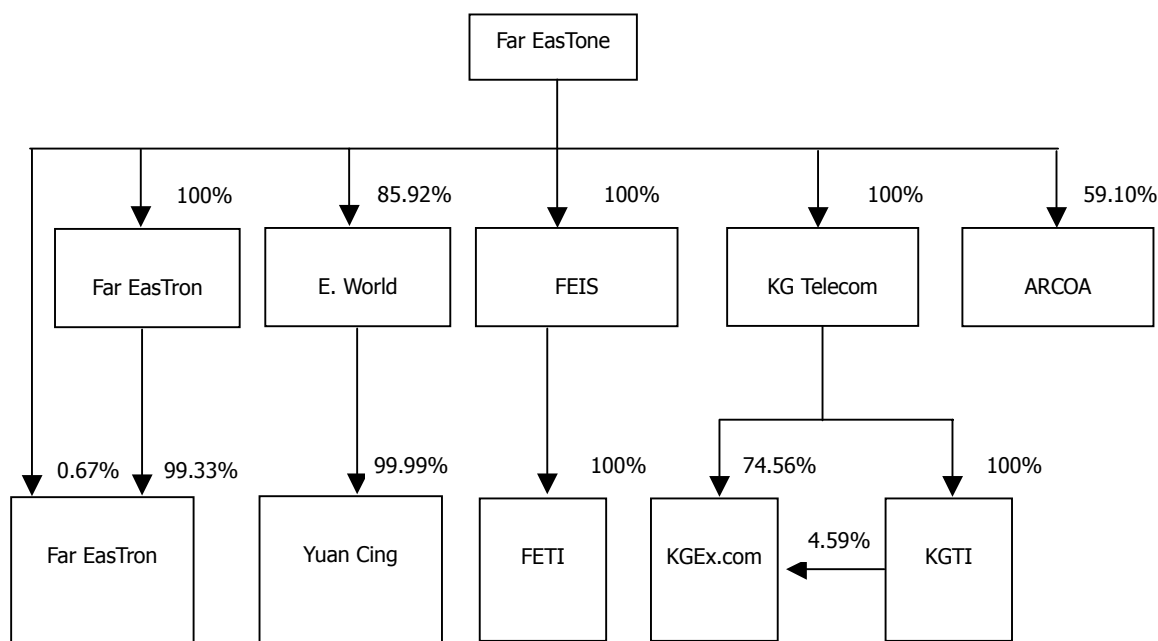 Far EasTone
100%
85.92%
100%
100%
59.10%
Far EasTron
E. World
FEIS
KG Telecom
ARCOA
0.67%
99.33%
99.99%
100%
74.56%
100%
Far EasTron
Yuan Cing
FETI
KGEx.com
4.59%
KGTI